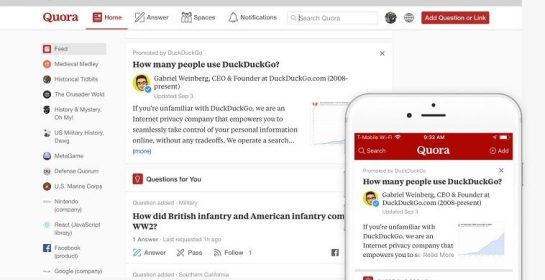 Quora
Home
Answer
Spaces
Notifications
Search Quora
Add Question or Link
Feed
Medieval Medley
Historical Tidbits
The Crusader Wold
History & Mystery,
Oh My!
US Military History,
Dawg
MetaGame
Defense Quorum
U.S. Marine Corps
Nintendo
(company)
React (JavaScript
library)
Facebook
(product)
Google (company)
Promoted by DuckDuckGo
How many people use DuckDuckGo?
Gabriel Weinberg, CEO & Founder at DuckDuckGo.com (2008-
present)
Updated Sep 3
If you're unfamiliar with DuckDuckGo, we are an
Internet privacy company that empowers you to
seamlessly take control of your personal information
online, without any tradeoffs. We operate a search...
(more)
Questions for You
Question added · Military
How did British infantry and American infantry com
WW2?
1 Answer · Last requested 1h ago
Answer
Pass
Follow 1
Question added · Southern California
T-Mobile Wi-Fi
9:32 AM
Search
Quora
Add
Promoted by DuckDuckGo
How many people use DuckDuckGo?
Gabriel Weinberg, CEO & Founder at
DuckDuckGo.com (2008-present)
Updated Sep 3
If you're unfamiliar with
DuckDuckGo, we are an
Internet privacy company
that empowers you to se Read More